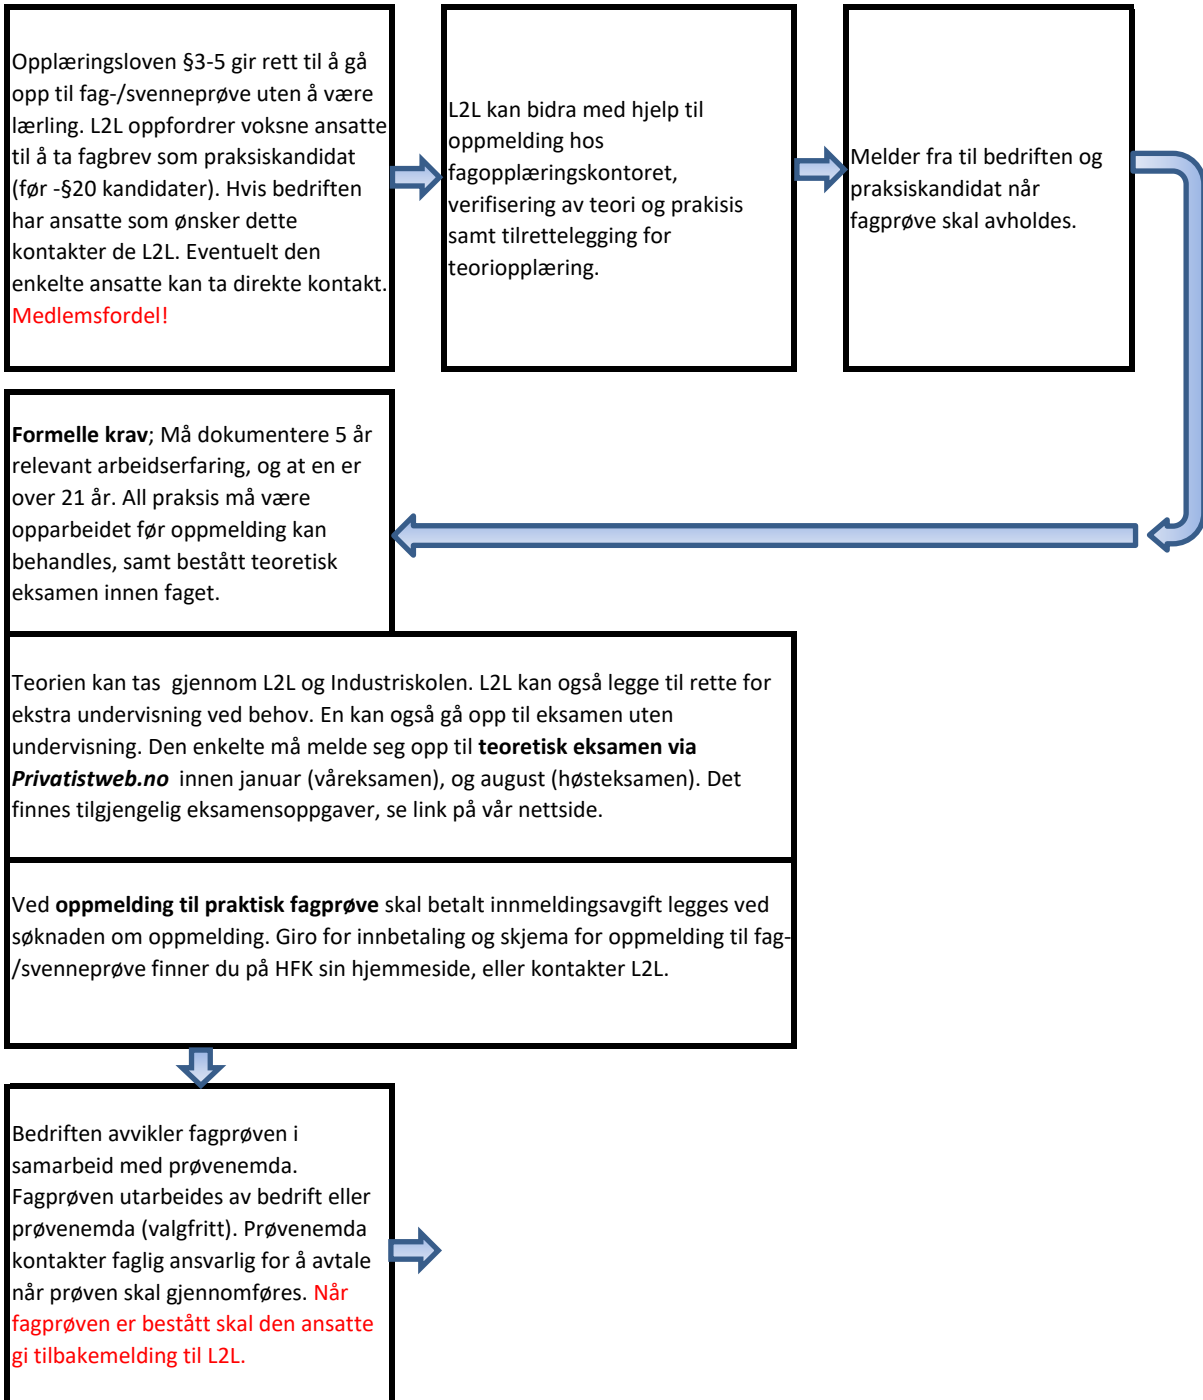 Opplæringsloven §3-5 gir rett til å gå
opp til fag-/svenneprøve uten å være
lærling. L2L oppfordrer voksne ansatte
til å ta fagbrev som praksiskandidat
(før -§20 kandidater). Hvis bedriften
har ansatte som ønsker dette
kontakter de L2L. Eventuelt den
enkelte ansatte kan ta direkte kontakt.
Medlemsfordel!
L2L kan bidra med hjelp til
oppmelding hos
fagopplæringskontoret,
verifisering av teori og prakisis
samt tilrettelegging for
teoriopplæring.
Melder fra til bedriften og
praksiskandidat når
fagprøve skal avholdes.
Formelle krav; Må dokumentere 5 år
relevant arbeidserfaring, og at en er
over 21 år. All praksis må være
opparbeidet før oppmelding kan
behandles, samt bestått teoretisk
eksamen innen faget.
Teorien kan tas  gjennom L2L og Industriskolen. L2L kan også legge til rette for
ekstra undervisning ved behov. En kan også gå opp til eksamen uten
undervisning. Den enkelte må melde seg opp til teoretisk eksamen via
Privatistweb.no  innen januar (våreksamen), og august (høsteksamen). Det
finnes tilgjengelig eksamensoppgaver, se link på vår nettside.
Ved oppmelding til praktisk fagprøve skal betalt innmeldingsavgift legges ved
søknaden om oppmelding. Giro for innbetaling og skjema for oppmelding til fag-
/svenneprøve finner du på HFK sin hjemmeside, eller kontakter L2L.
Bedriften avvikler fagprøven i
samarbeid med prøvenemda.
Fagprøven utarbeides av bedrift eller
prøvenemda (valgfritt). Prøvenemda
kontakter faglig ansvarlig for å avtale
når prøven skal gjennomføres. Når
fagprøven er bestått skal den ansatte
gi tilbakemelding til L2L.